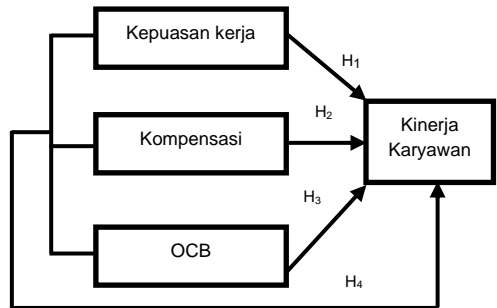 Kepuasan kerja
H₁
Kompensasi
H₂
Kinerja
Karyawan
H₃
OCB
H₄